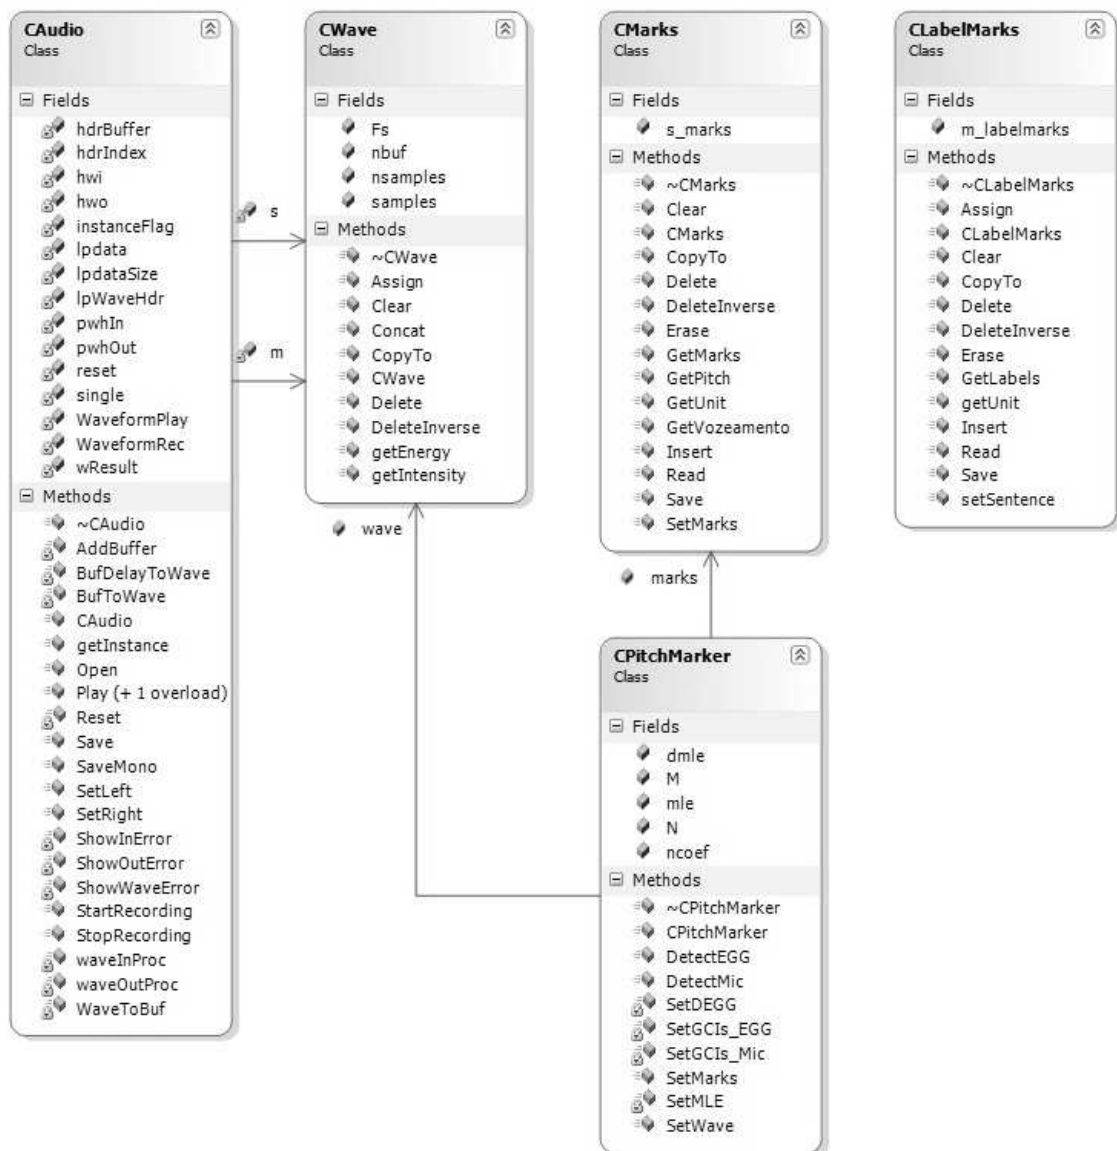 CAudio
Class
Fields
hdrBuffer
hdrIndex
hwi
hwo
instanceFlag
lpdata
lpdataSize
lpWaveHdr
pwhIn
pwhOut
reset
single
WaveformPlay
WaveformRec
wResult
Methods
~CAudio
AddBuffer
BufDelayToWave
BufToWave
CAudio
getInstance
Open
Play (+ 1 overload)
Reset
Save
SaveMono
SetLeft
SetRight
ShowInError
ShowOutError
ShowWaveError
StartRecording
StopRecording
waveInProc
waveOutProc
WaveToBuf
s
m
CWave
Class
Fields
Fs
nbuf
nsamples
samples
Methods
~CWave
Assign
Clear
Concat
CopyTo
CWave
Delete
DeleteInverse
getEnergy
getIntensity
wave
CMarks
Class
Fields
s_marks
Methods
~CMarks
Clear
CMarks
CopyTo
Delete
DeleteInverse
Erase
GetMarks
GetPitch
GetUnit
GetVozeamento
Insert
Read
Save
SetMarks
marks
CLabelMarks
Class
Fields
m_labelmarks
Methods
~CLabelMarks
Assign
CLabelMarks
Clear
CopyTo
Delete
DeleteInverse
Erase
GetLabels
getUnit
Insert
Read
Save
setSentence
CPitchMarker
Class
Fields
dmle
M
mle
N
ncoef
Methods
~CPitchMarker
CPitchMarker
DetectEGG
DetectMic
SetDEGG
SetGCIs_EGG
SetGCIs_Mic
SetMarks
SetMLE
SetWave